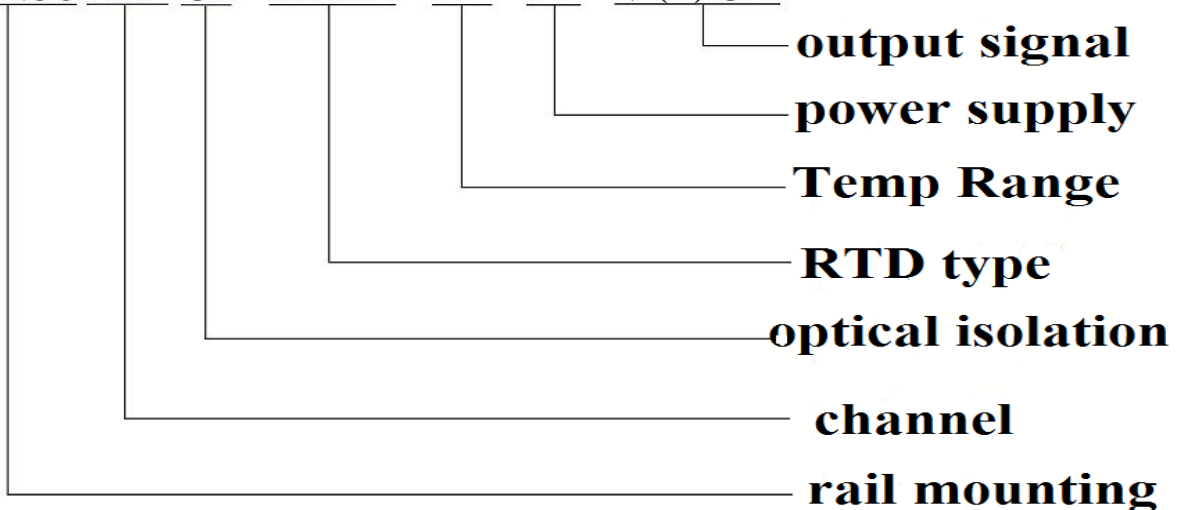 output signal
power supply
Temp Range
RTD type
optical isolation
channel
rail mounting